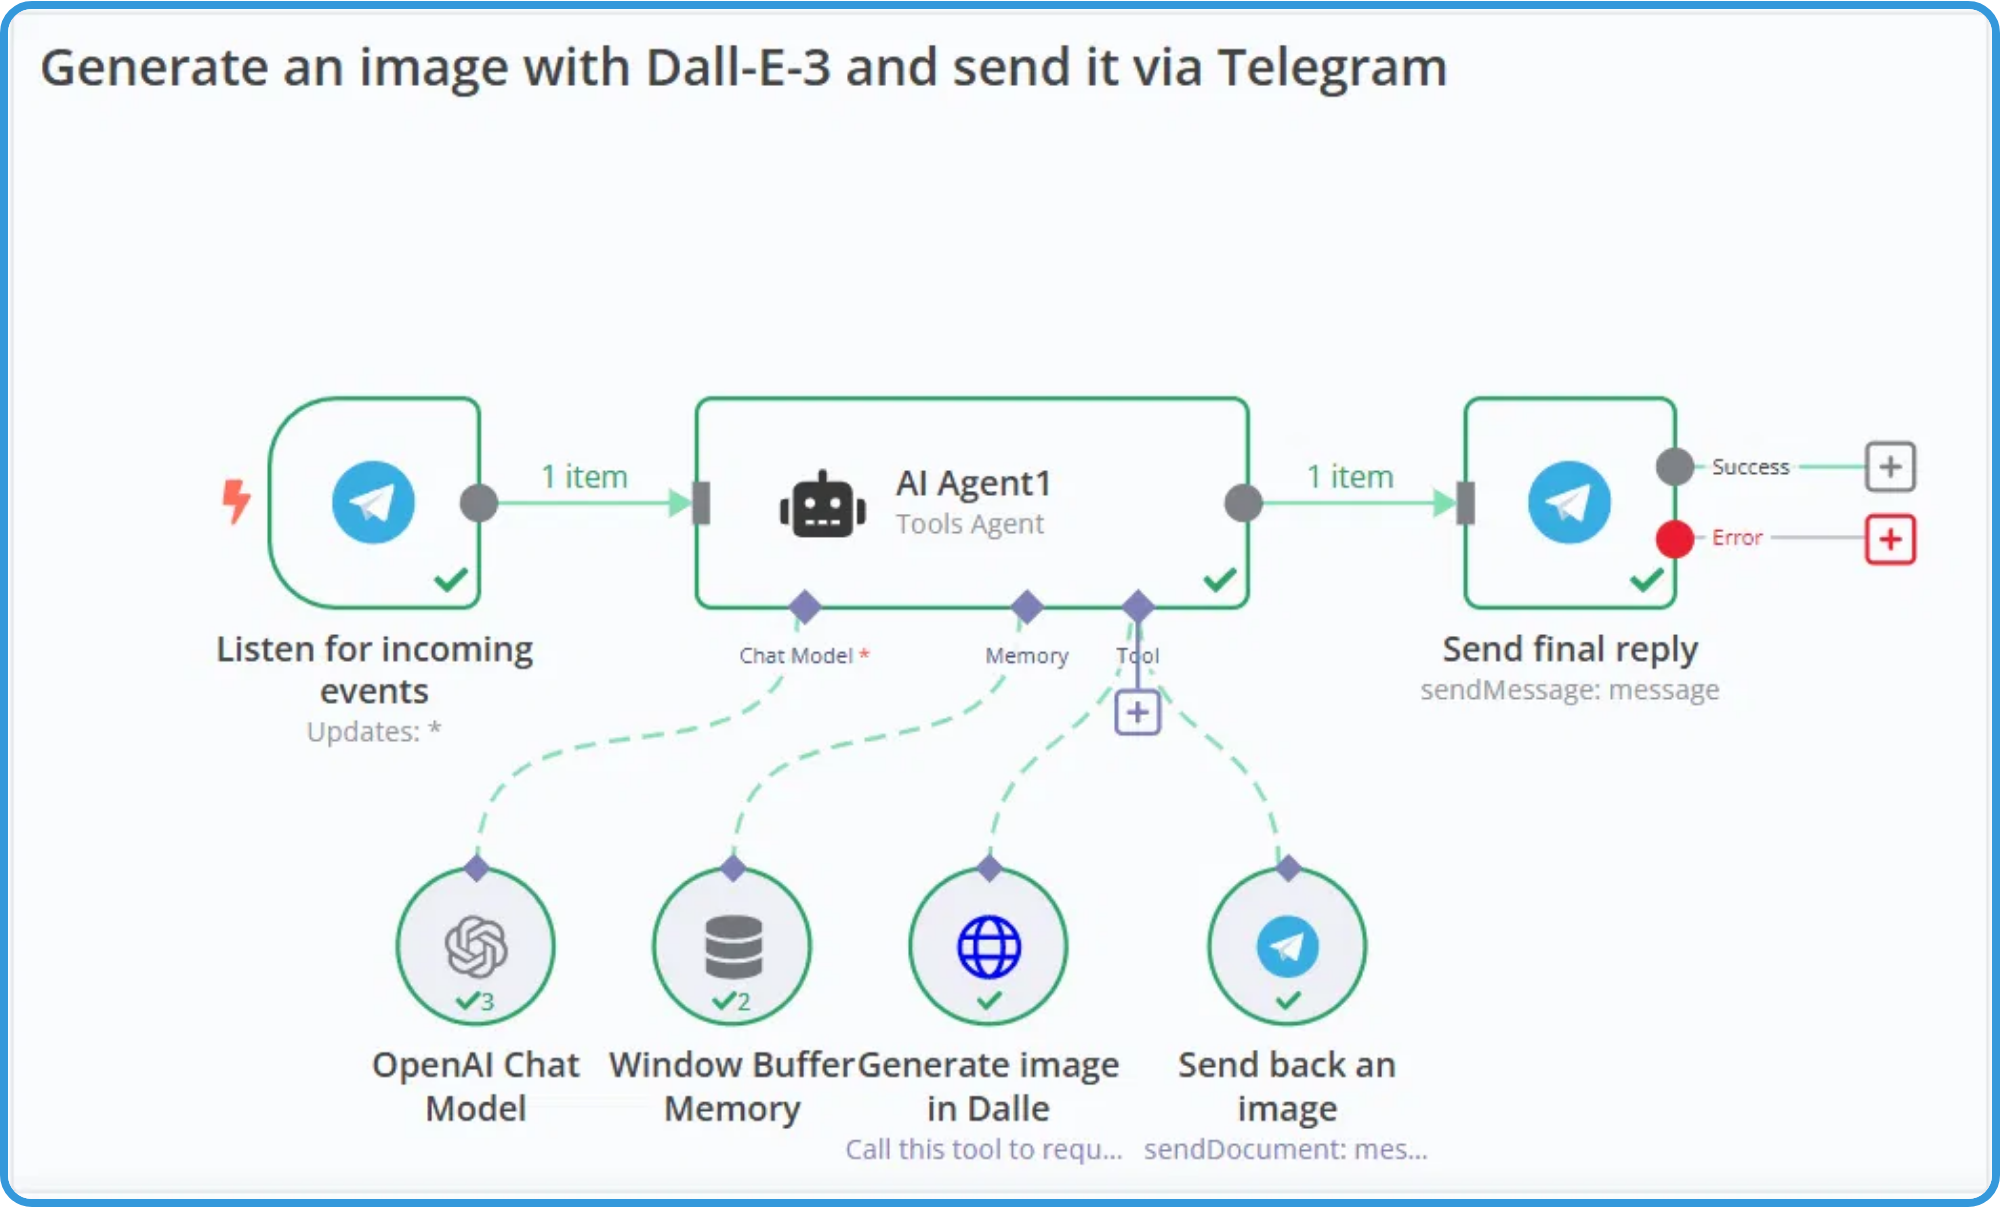 Generate an image with Dall-E-3 and send it via Telegram
1 item
AI Agent1
Tools Agent
1 item
Success
Error
Listen for incoming
events
Updates: *
Chat Model *
Memory
Tool
Send final reply
sendMessage: message
3
2
OpenAI Chat
Model
Window Buffer
Memory
Generate image
in Dalle
Call this tool to requ...
Send back an
image
sendDocument: mes...